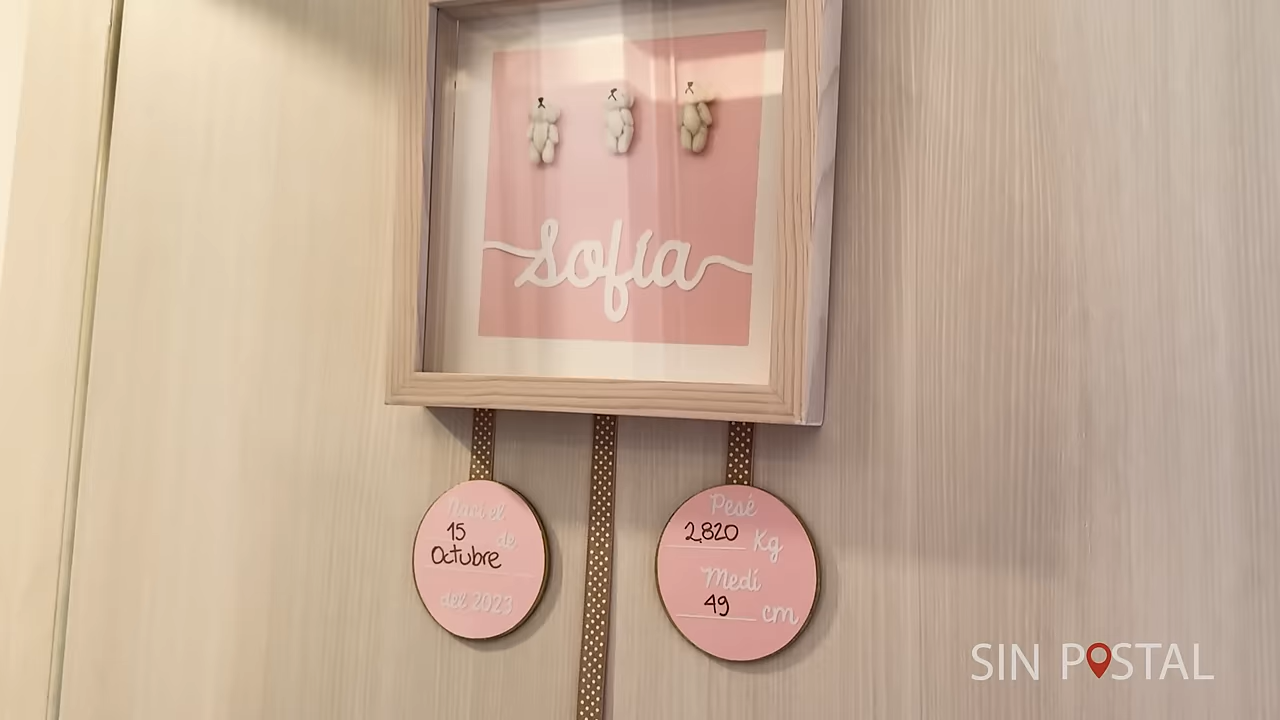 Sofía
Nací el
15 de
Octubre
del 2023
Pesé
2,820 Kg
Medí
49 cm
SIN POSTAL